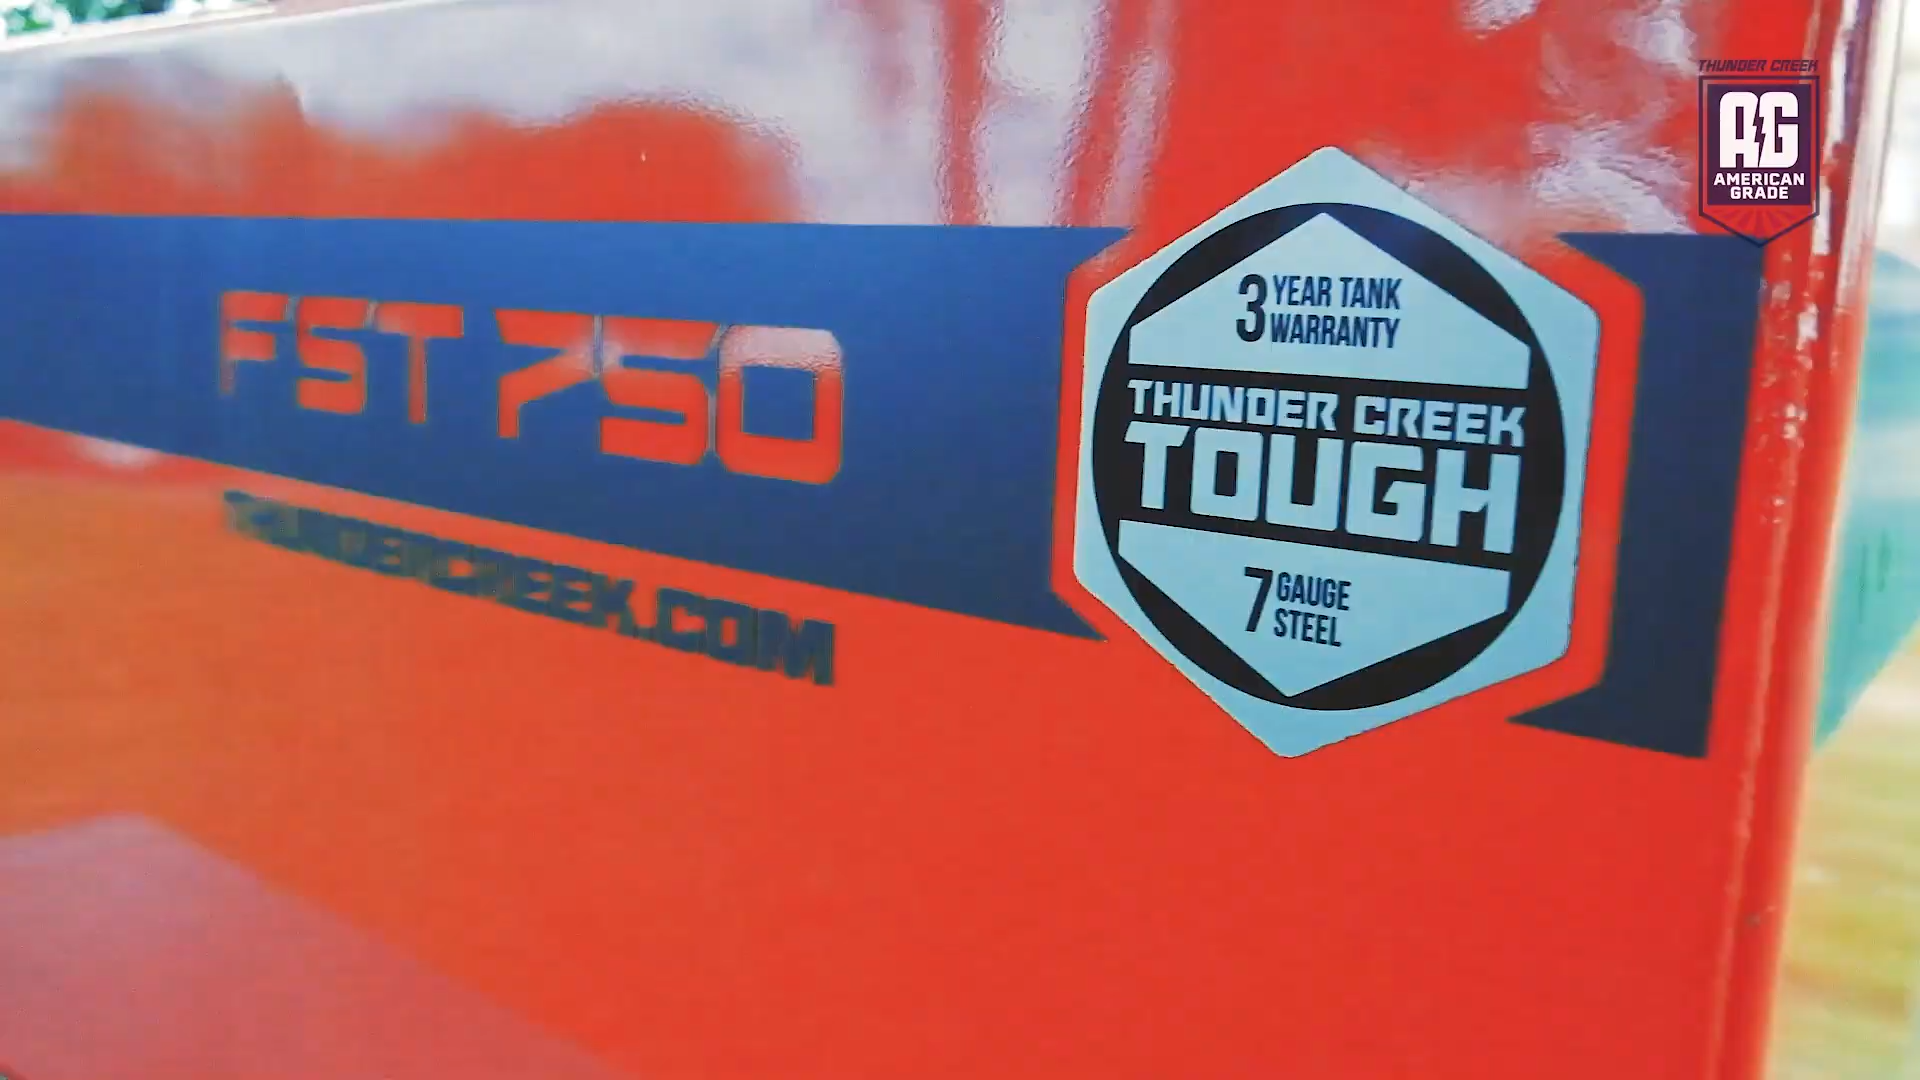 THUNDER CREEK
AG
AMERICAN
GRADE
FST 750
THUNDERCREEK.COM
3 YEAR TANK
WARRANTY
THUNDER CREEK
TOUGH
7 GAUGE
STEEL